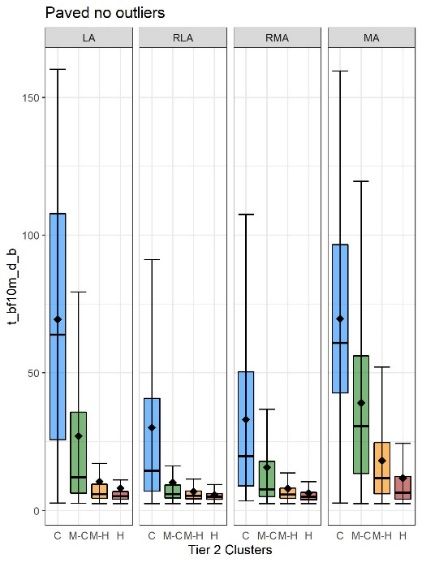 Paved no outliers
LA RLA RMA MA
150
100
50
0
t_bf10m_d_b
C M-C M-H H C M-C M-H H C M-C M-H H C M-C M-H H
Tier 2 Clusters